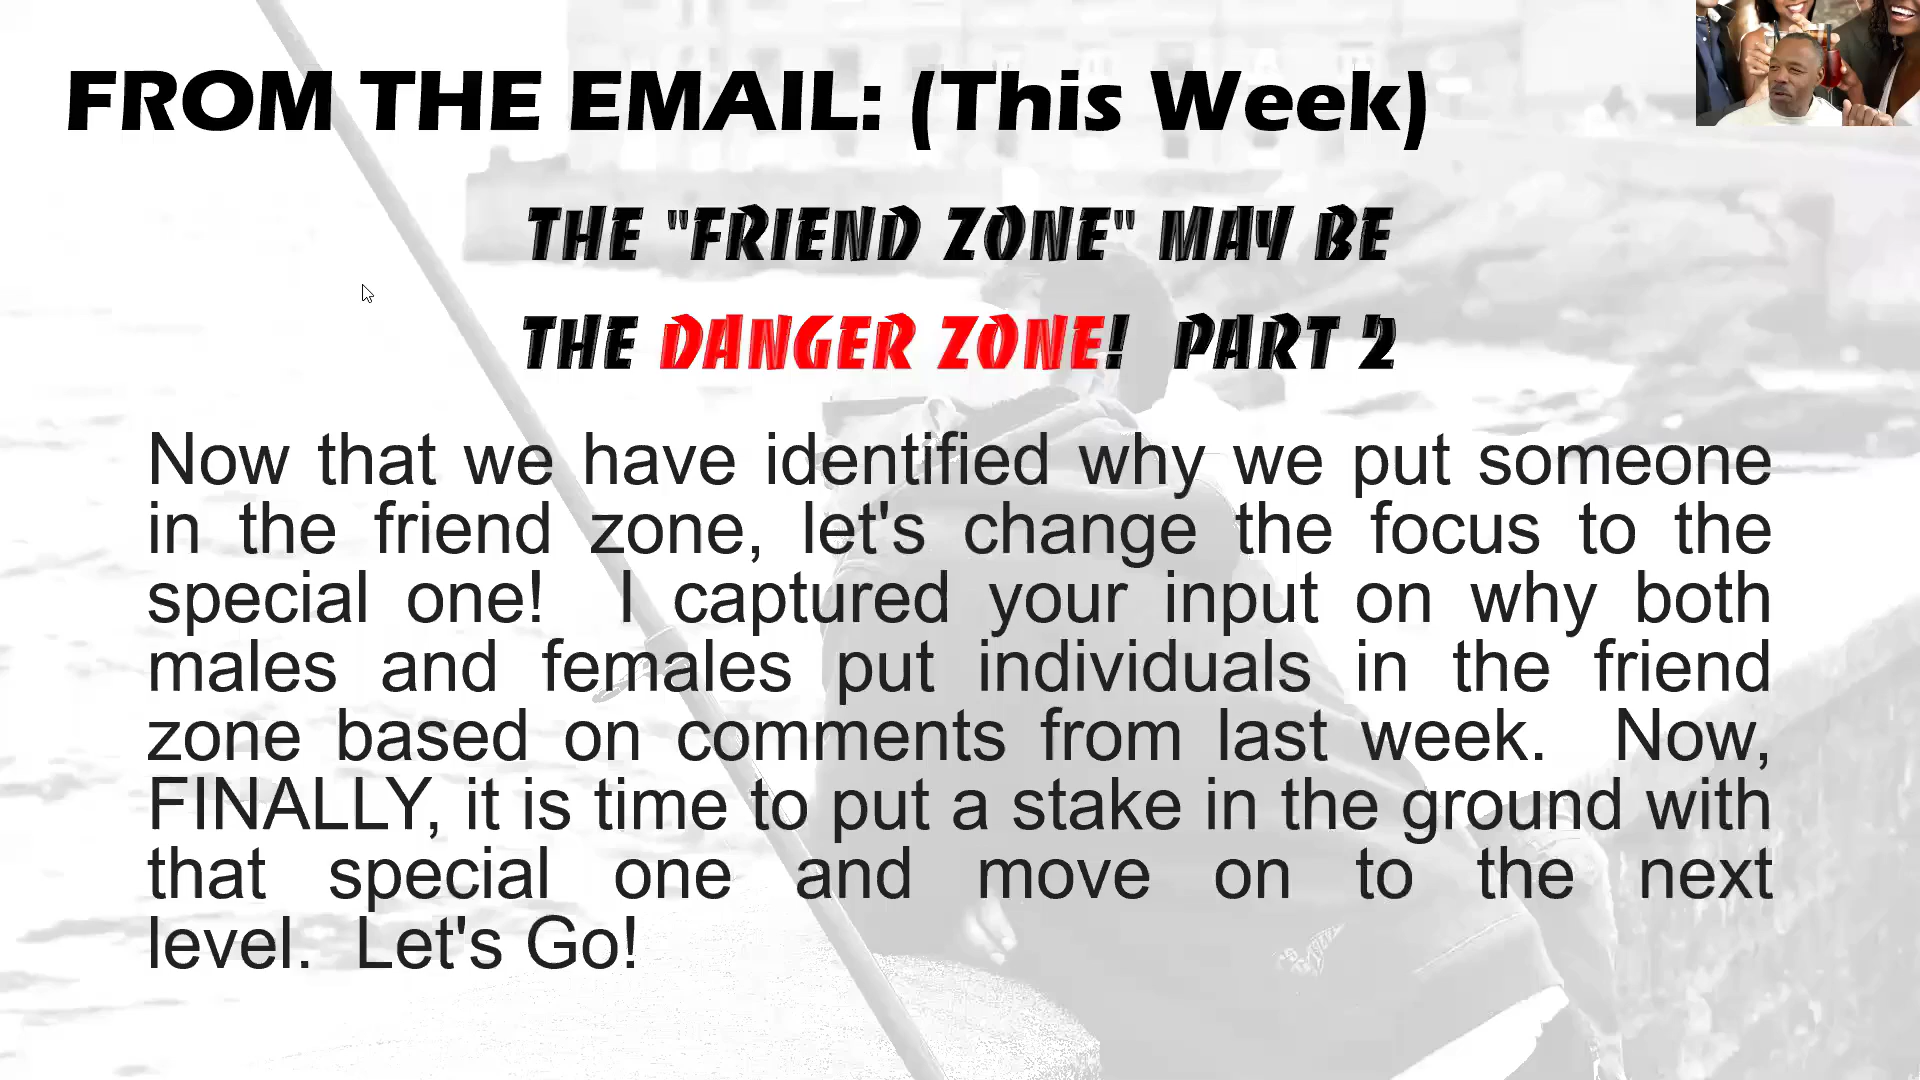 FROM THE EMAIL: (This Week)
THE "FRIEND ZONE" MAY BE
THE DANGER ZONE! PART 2
Now that we have identified why we put someone
in the friend zone, let's change the focus to the
special one! I captured your input on why both
males and females put individuals in the friend
zone based on comments from last week. Now,
FINALLY, it is time to put a stake in the ground with
that special one and move on to the next
level. Let's Go!